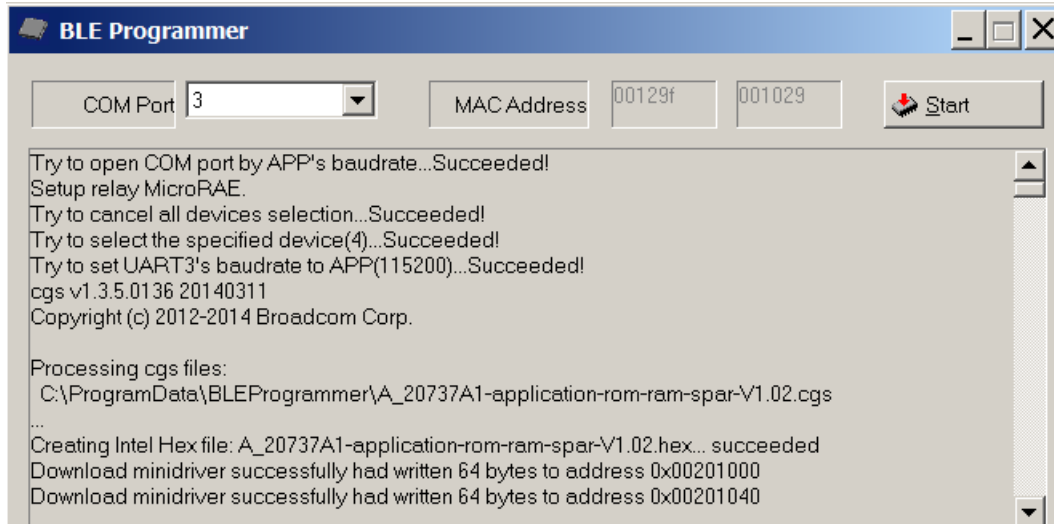 BLE Programmer
COM Port 3 MAC Address 00129f 001029 Start
Try to open COM port by APP's baudrate...Succeeded!
Setup relay MicroRAE.
Try to cancel all devices selection...Succeeded!
Try to select the specified device(4)...Succeeded!
Try to set UART3's baudrate to APP(115200)...Succeeded!
cgs v1.3.5.0136 20140311
Copyright (c) 2012-2014 Broadcom Corp.
Processing cgs files:
C:\ProgramData\BLEProgrammer\A_20737A1-application-rom-ram-spar-V1.02.cgs
...
Creating Intel Hex file: A_20737A1-application-rom-ram-spar-V1.02.hex... succeeded
Download minidriver successfully had written 64 bytes to address 0x00201000
Download minidriver successfully had written 64 bytes to address 0x00201040